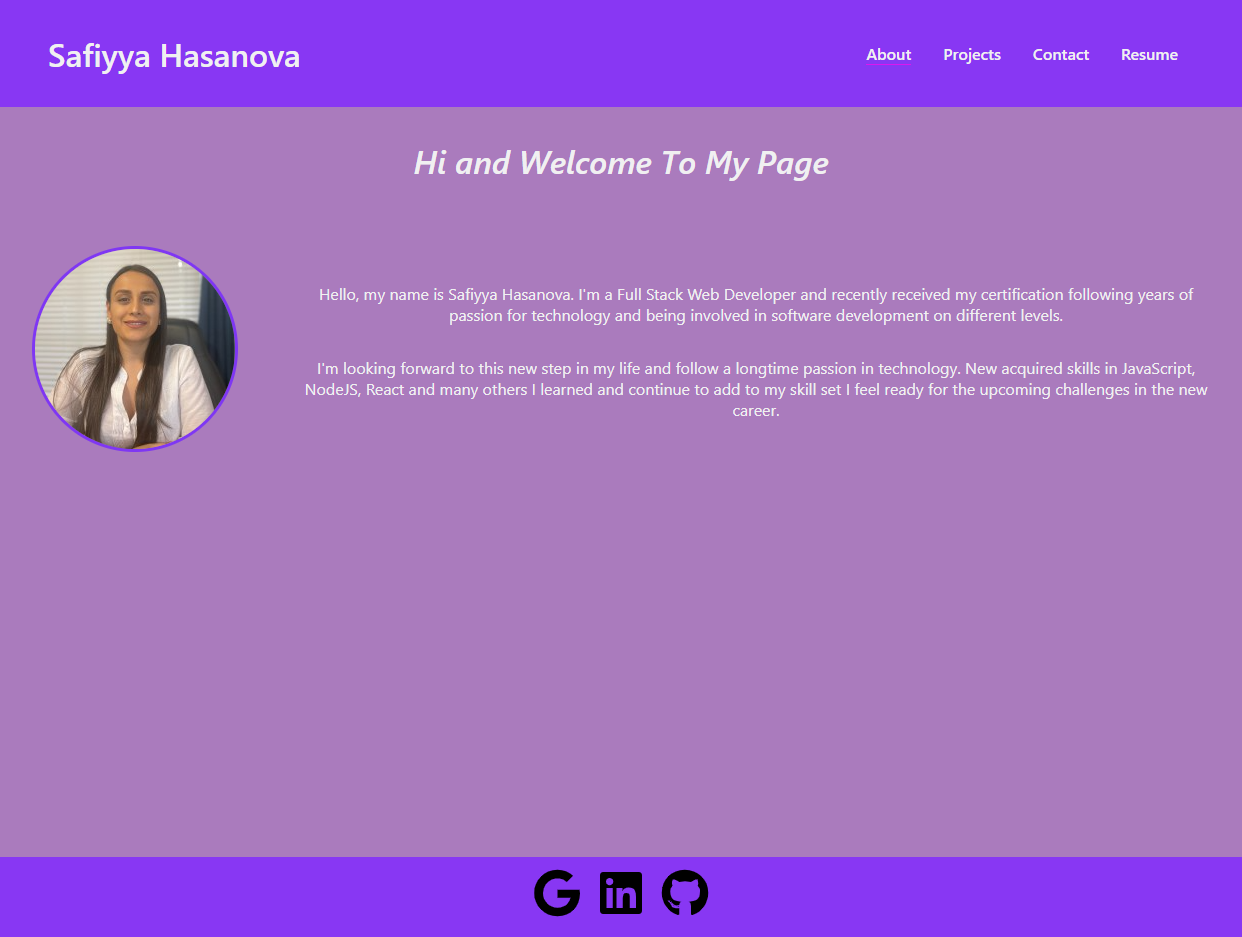 Safiyya Hasanova
About Projects Contact Resume
Hi and Welcome To My Page
Hello, my name is Safiyya Hasanova. I'm a Full Stack Web Developer and recently received my certification following years of
passion for technology and being involved in software development on different levels.
I'm looking forward to this new step in my life and follow a longtime passion in technology. New acquired skills in JavaScript,
NodeJS, React and many others I learned and continue to add to my skill set I feel ready for the upcoming challenges in the new
career.
G
in